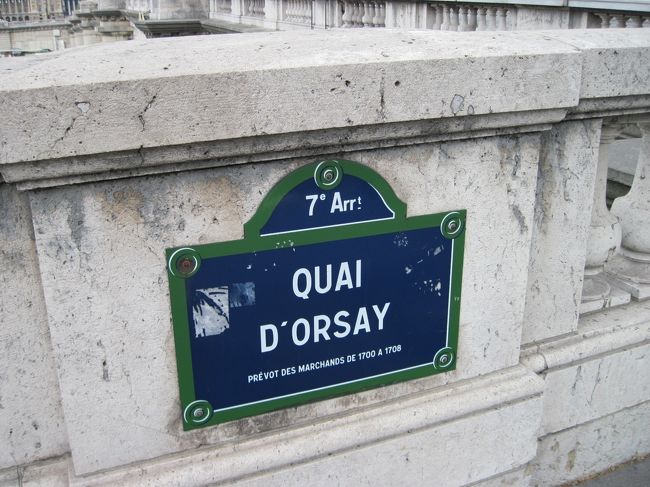 7e Arrt
QUAI
D'ORSAY
PRÉVOT DES MARCHANDS DE 1700 A 1708